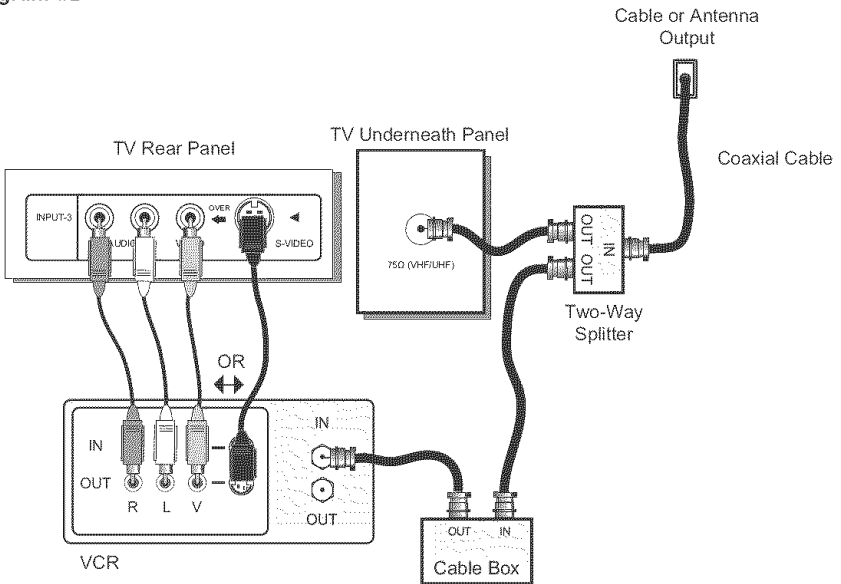 Cable or Antenna
Output
TV Rear Panel
TV Underneath Panel
Coaxial Cable
INPUT-3
OVER
S-VIDEO
75Ω (VHF/UHF)
OUT
OUT
IN
Two-Way
Splitter
OR
IN
OUT
R L V
IN
OUT
VCR
OUT IN
Cable Box